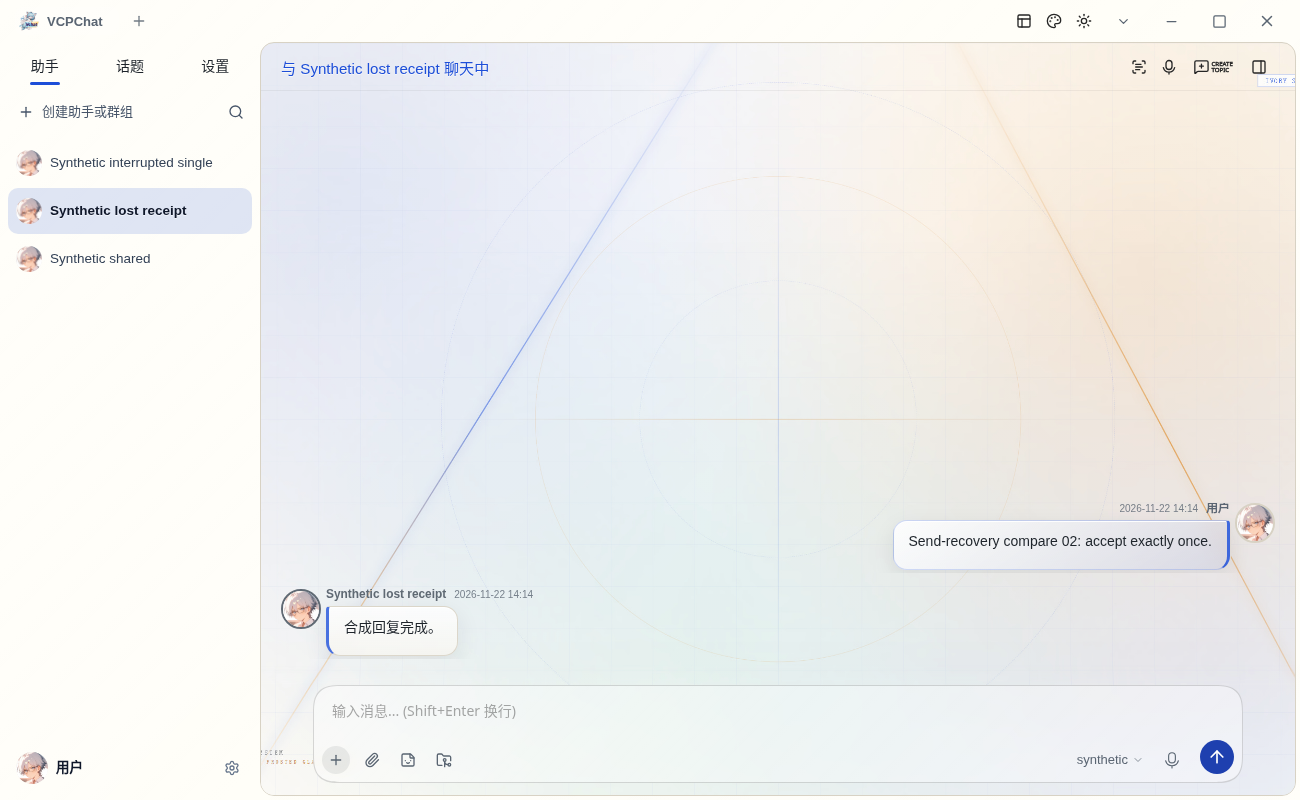 VCPChat
助手
话题
设置
创建助手或群组
Synthetic interrupted single
Synthetic lost receipt
Synthetic shared
用户
与 Synthetic lost receipt 聊天中
CREATE
TOPIC
2026-11-22 14:14 用户
Send-recovery compare 02: accept exactly once.
Synthetic lost receipt 2026-11-22 14:14
合成回复完成。
输入消息... (Shift+Enter 换行)
synthetic